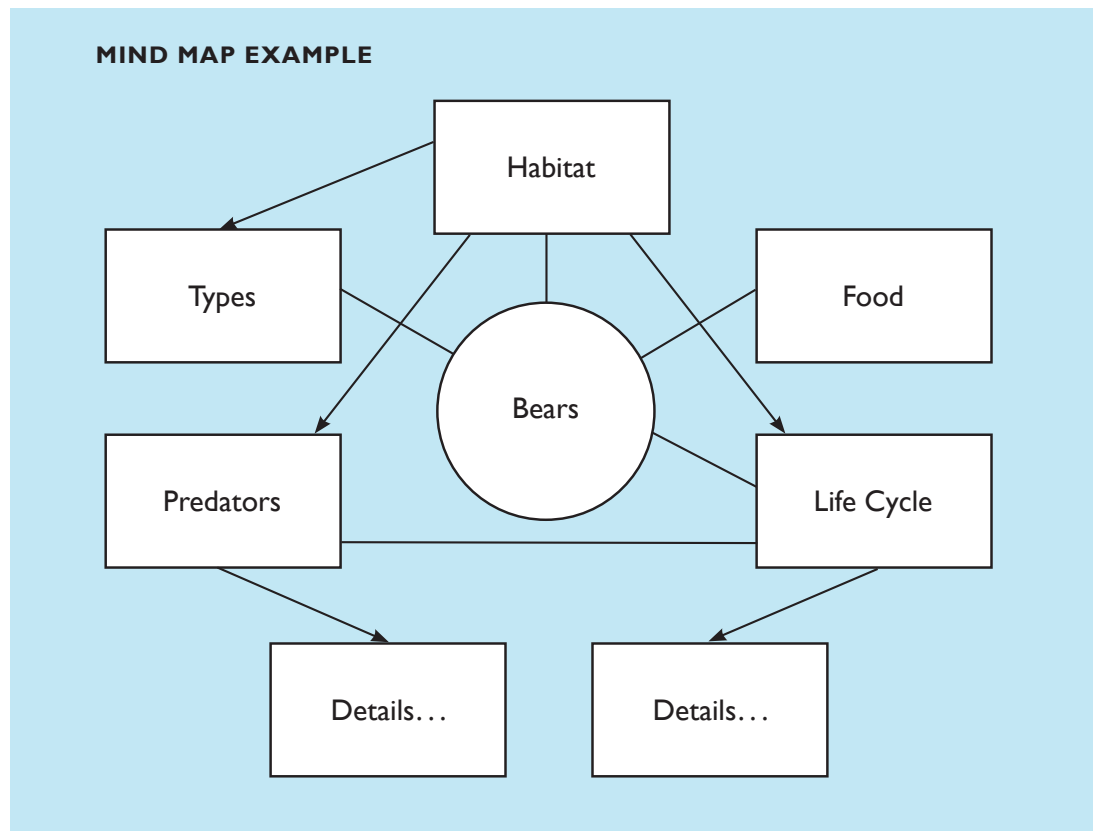 MIND MAP EXAMPLE
Habitat
Types
Food
Bears
Predators
Life Cycle
Details…
Details…